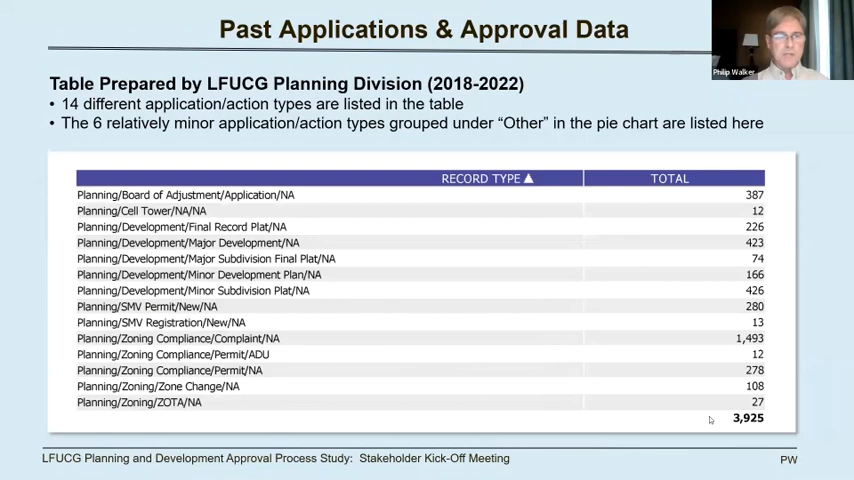 Past Applications & Approval Data
Philip Walker
Table Prepared by LFUCG Planning Division (2018-2022)
• 14 different application/action types are listed in the table
• The 6 relatively minor application/action types grouped under “Other” in the pie chart are listed here
RECORD TYPE ▲ TOTAL
Planning/Board of Adjustment/Application/NA 387
Planning/Cell Tower/NA/NA 12
Planning/Development/Final Record Plat/NA 226
Planning/Development/Major Development/NA 423
Planning/Development/Major Subdivision Final Plat/NA 74
Planning/Development/Minor Development Plan/NA 166
Planning/Development/Minor Subdivision Plat/NA 426
Planning/SMV Permit/New/NA 280
Planning/SMV Registration/New/NA 13
Planning/Zoning Compliance/Complaint/NA 1,493
Planning/Zoning Compliance/Permit/ADU 12
Planning/Zoning Compliance/Permit/NA 278
Planning/Zoning/Zone Change/NA 108
Planning/Zoning/ZOTA/NA 27
3,925
LFUCG Planning and Development Approval Process Study: Stakeholder Kick-Off Meeting
PW